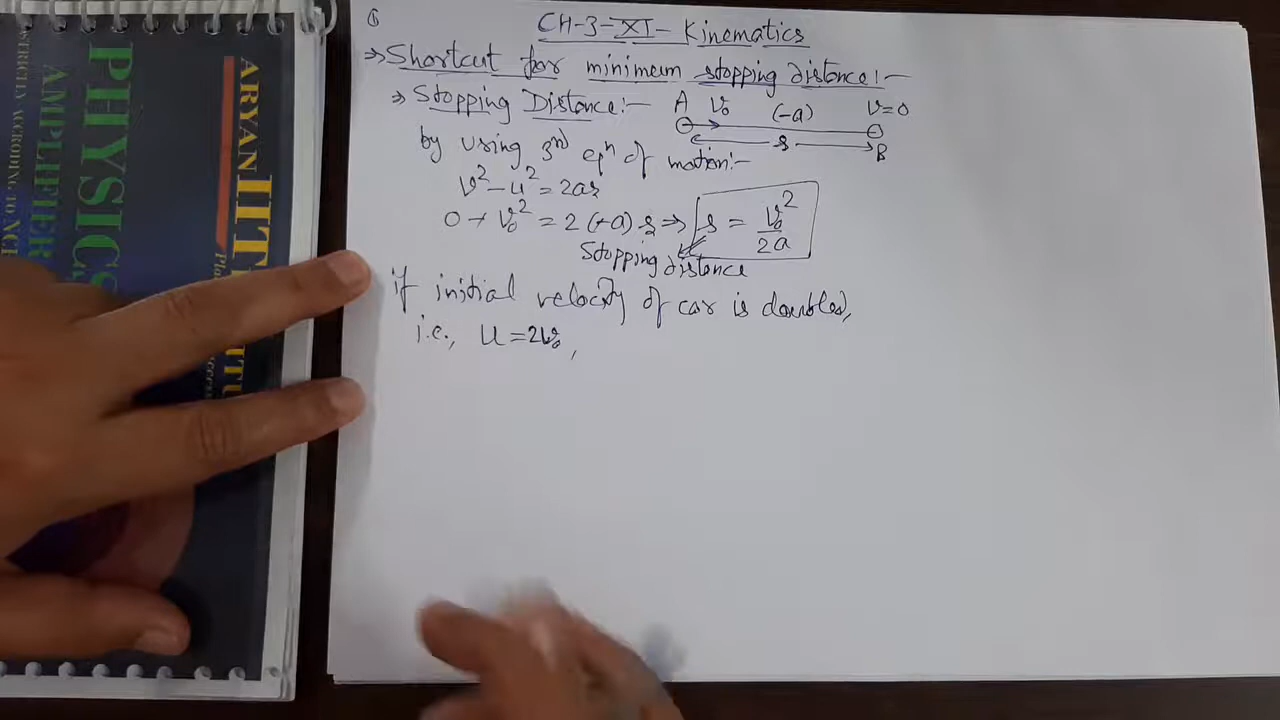 ① CH-3-XI- Kinematics
⇒ Shortcut for minimum stopping distance:-
⇒ Stopping Distance:- A v₀ (-a) v=0
s B
by using 3rd eqⁿ of motion:-
v² - u² = 2as
0 + v₀² = 2 (+a) s ⇒ s = v₀²/2a
Stopping distance
if initial velocity of car is doubled,
i.e., u = 2v₀,
PHYSICS
AMPLIFIER
ARYAN